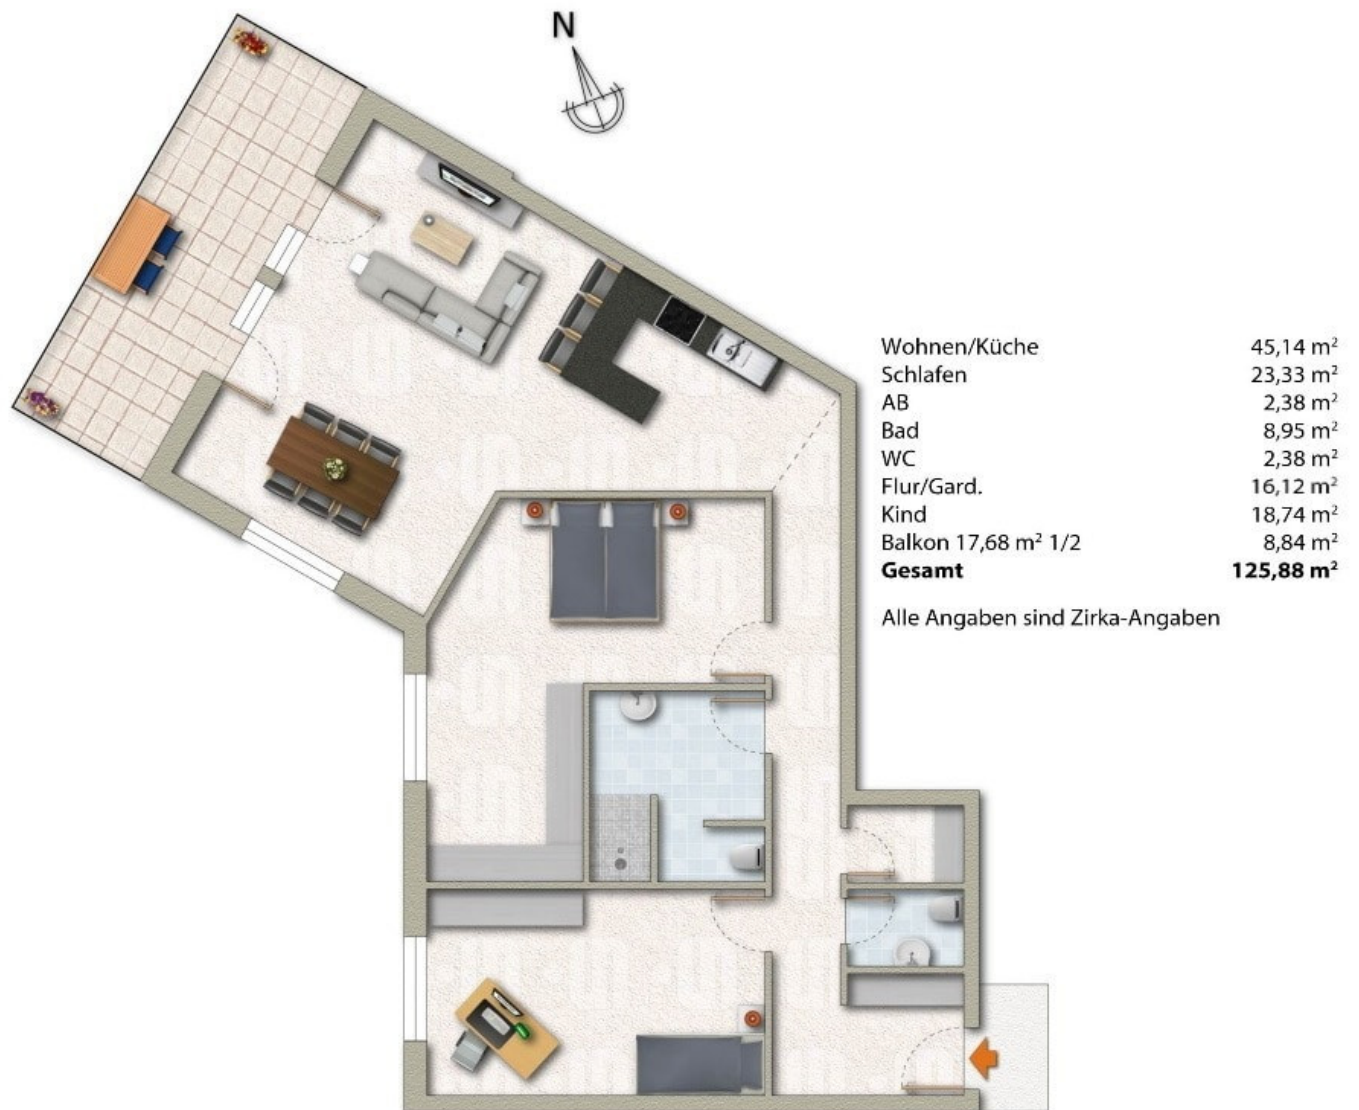 N
Wohnen/Küche 45,14 m²
Schlafen 23,33 m²
AB 2,38 m²
Bad 8,95 m²
WC 2,38 m²
Flur/Gard. 16,12 m²
Kind 18,74 m²
Balkon 17,68 m² 1/2 8,84 m²
Gesamt 125,88 m²
Alle Angaben sind Zirka-Angaben